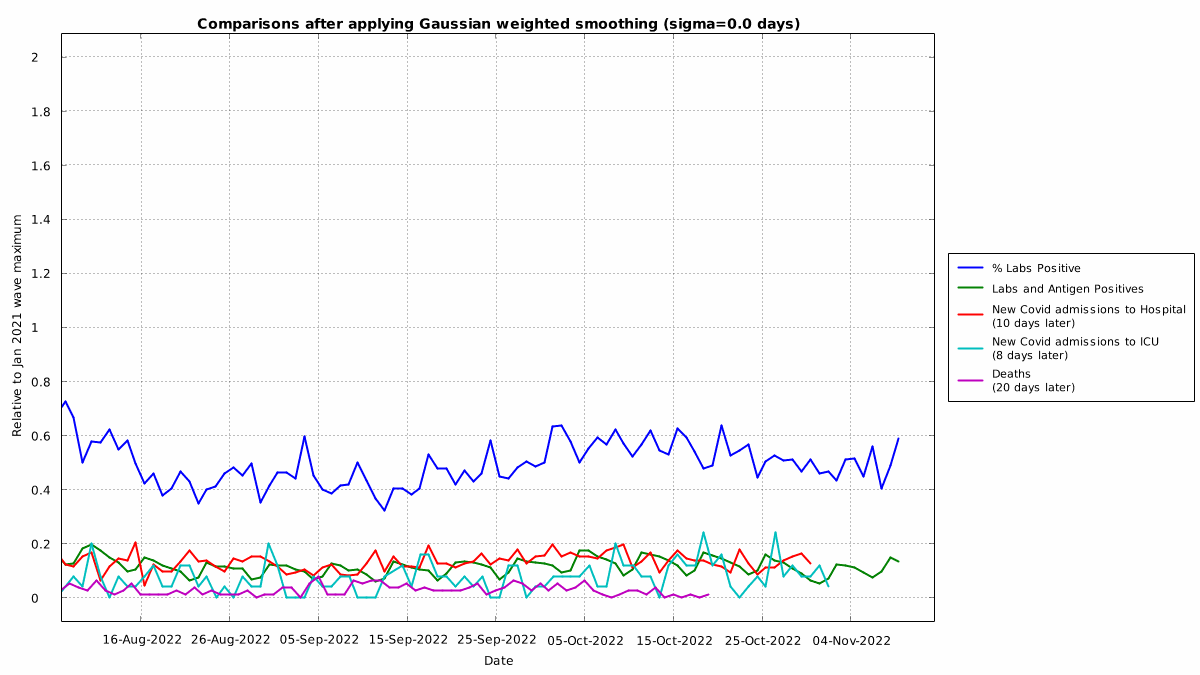 Comparisons after applying Gaussian weighted smoothing (sigma=0.0 days)
Relative to Jan 2021 wave maximum
2
1.8
1.6
1.4
1.2
1
0.8
0.6
0.4
0.2
0
16-Aug-2022 26-Aug-2022 05-Sep-2022 15-Sep-2022 25-Sep-2022 05-Oct-2022 15-Oct-2022 25-Oct-2022 04-Nov-2022
Date
% Labs Positive
Labs and Antigen Positives
New Covid admissions to Hospital
(10 days later)
New Covid admissions to ICU
(8 days later)
Deaths
(20 days later)